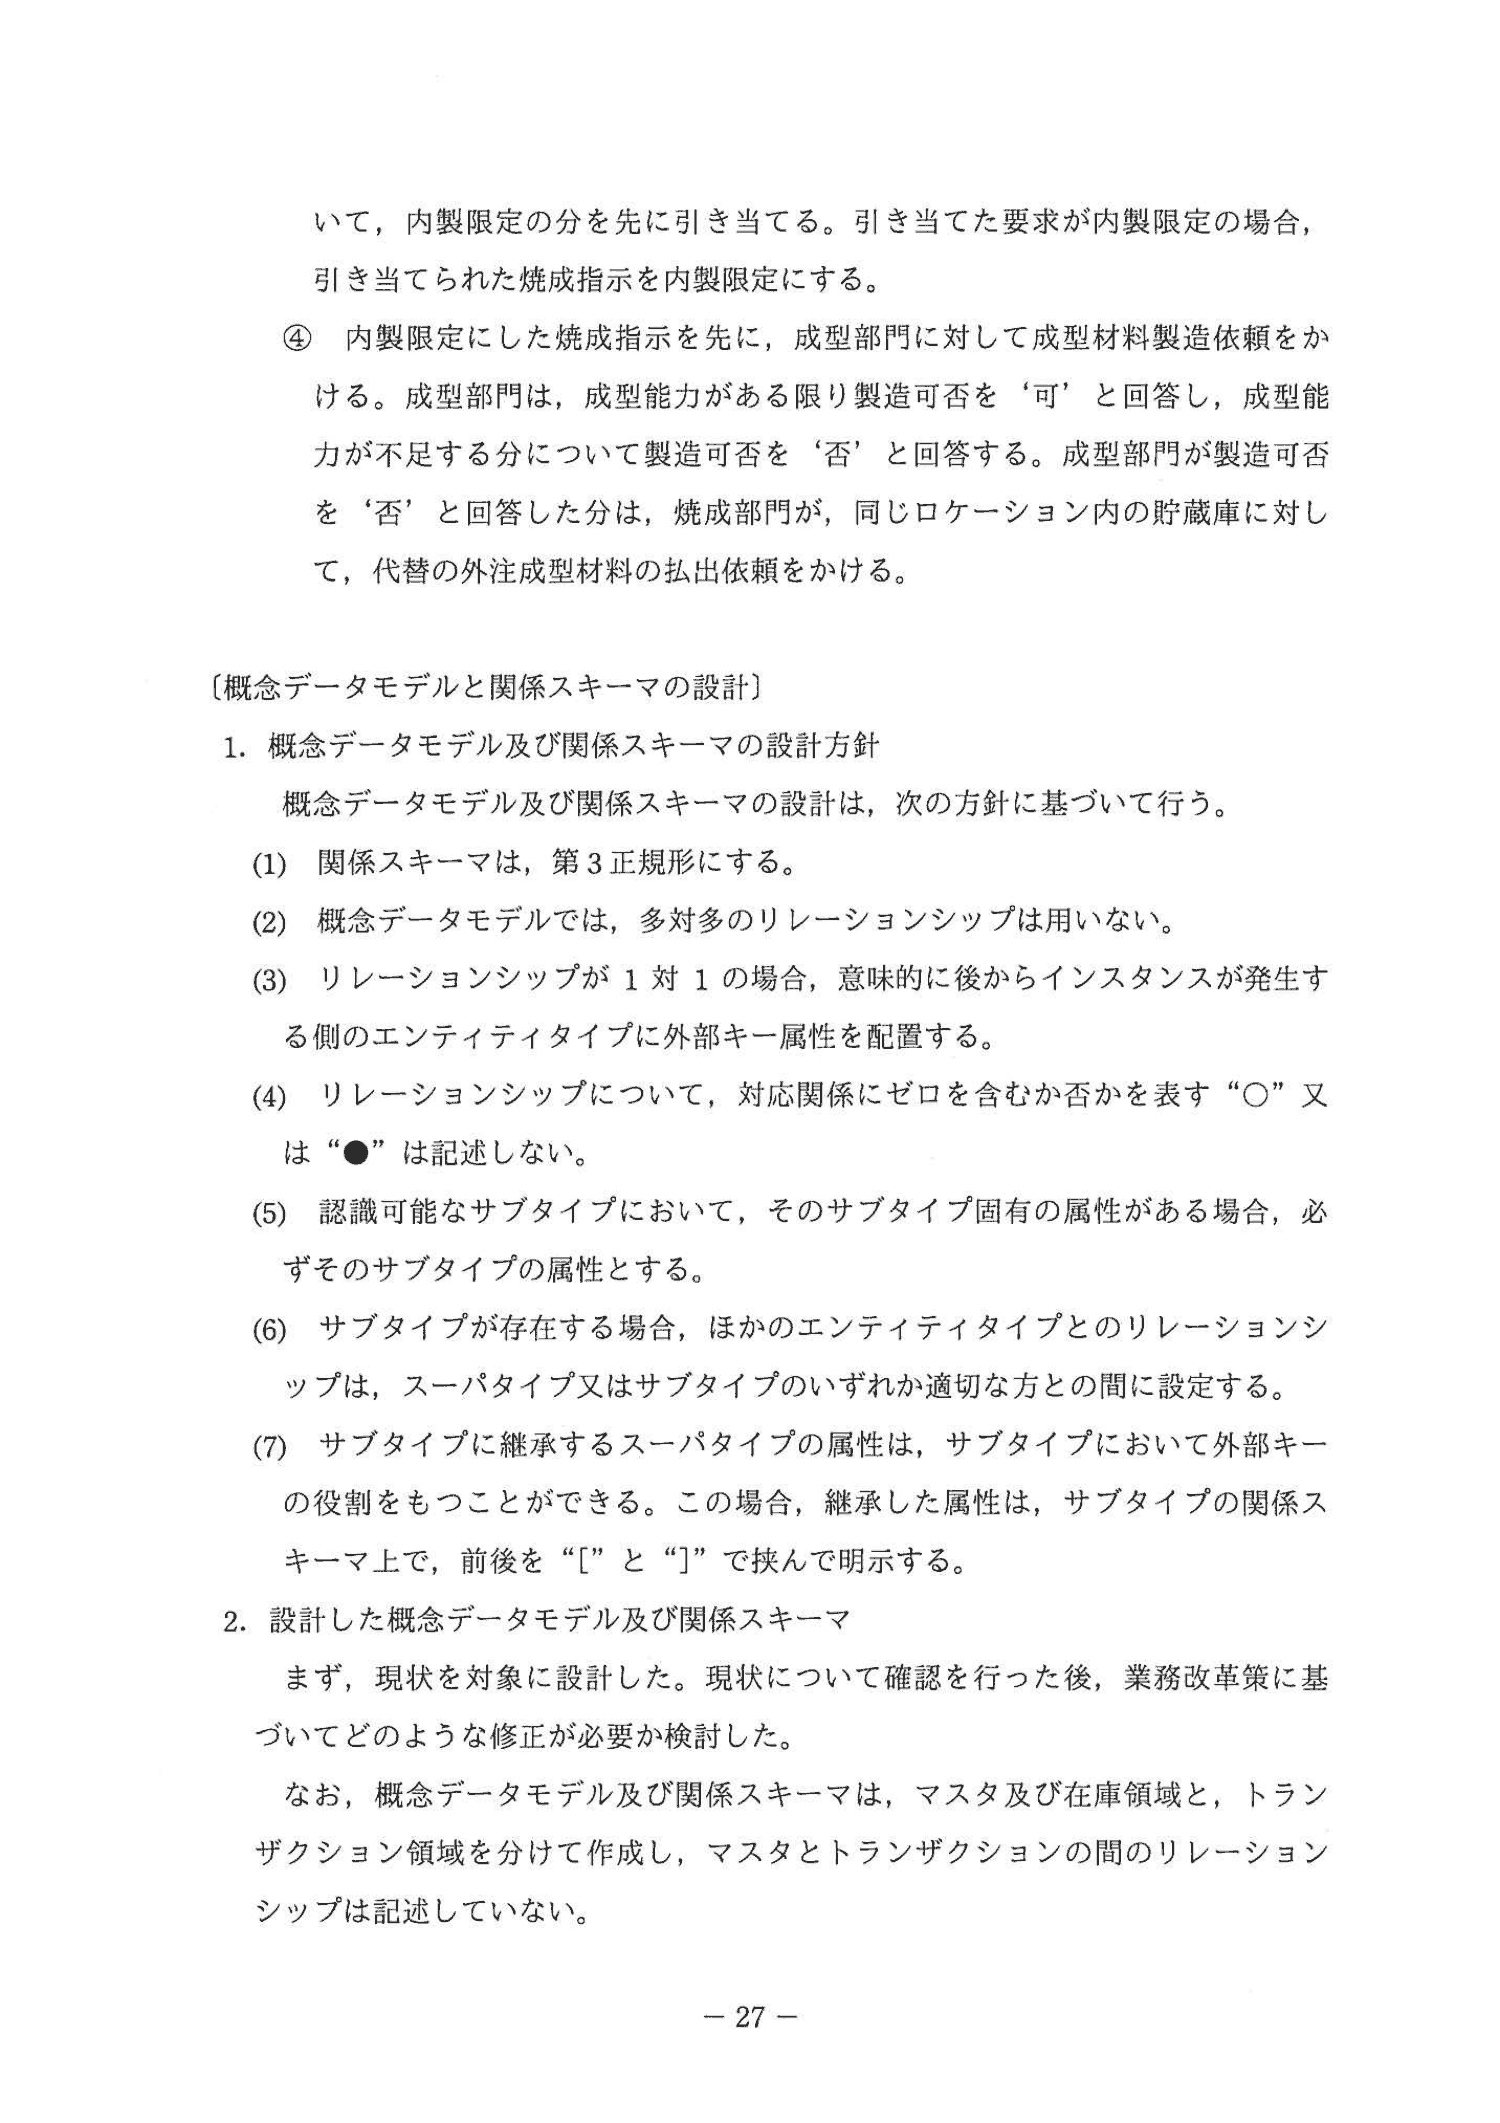 いて，内製限定の分を先に引き当てる。引き当てた要求が内製限定の場合，
引き当てられた焼成指示を内製限定にする。
④　内製限定にした焼成指示を先に，成型部門に対して成型材料製造依頼をか
ける。成型部門は，成型能力がある限り製造可否を‘可’と回答し，成型能
力が不足する分について製造可否を‘否’と回答する。成型部門が製造可否
を‘否’と回答した分は，焼成部門が，同じロケーション内の貯蔵庫に対し
て，代替の外注成型材料の払出依頼をかける。
〔概念データモデルと関係スキーマの設計〕
1．概念データモデル及び関係スキーマの設計方針
概念データモデル及び関係スキーマの設計は，次の方針に基づいて行う。
(1)　関係スキーマは，第3正規形にする。
(2)　概念データモデルでは，多対多のリレーションシップは用いない。
(3)　リレーションシップが 1 対 1 の場合，意味的に後からインスタンスが発生す
る側のエンティティタイプに外部キー属性を配置する。
(4)　リレーションシップについて，対応関係にゼロを含むか否かを表す“○”又
は“●”は記述しない。
(5)　認識可能なサブタイプにおいて，そのサブタイプ固有の属性がある場合，必
ずそのサブタイプの属性とする。
(6)　サブタイプが存在する場合，ほかのエンティティタイプとのリレーションシ
ップは，スーパタイプ又はサブタイプのいずれか適切な方との間に設定する。
(7)　サブタイプに継承するスーパタイプの属性は，サブタイプにおいて外部キー
の役割をもつことができる。この場合，継承した属性は，サブタイプの関係ス
キーマ上で，前後を“[”と“]”で挟んで明示する。
2．設計した概念データモデル及び関係スキーマ
まず，現状を対象に設計した。現状について確認を行った後，業務改革策に基
づいてどのような修正が必要か検討した。
なお，概念データモデル及び関係スキーマは，マスタ及び在庫領域と，トラン
ザクション領域を分けて作成し，マスタとトランザクションの間のリレーション
シップは記述していない。
－ 27 －